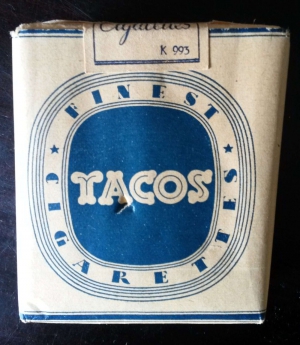 Cigarettes
K 993
FINEST
TACOS
CIGARETTES